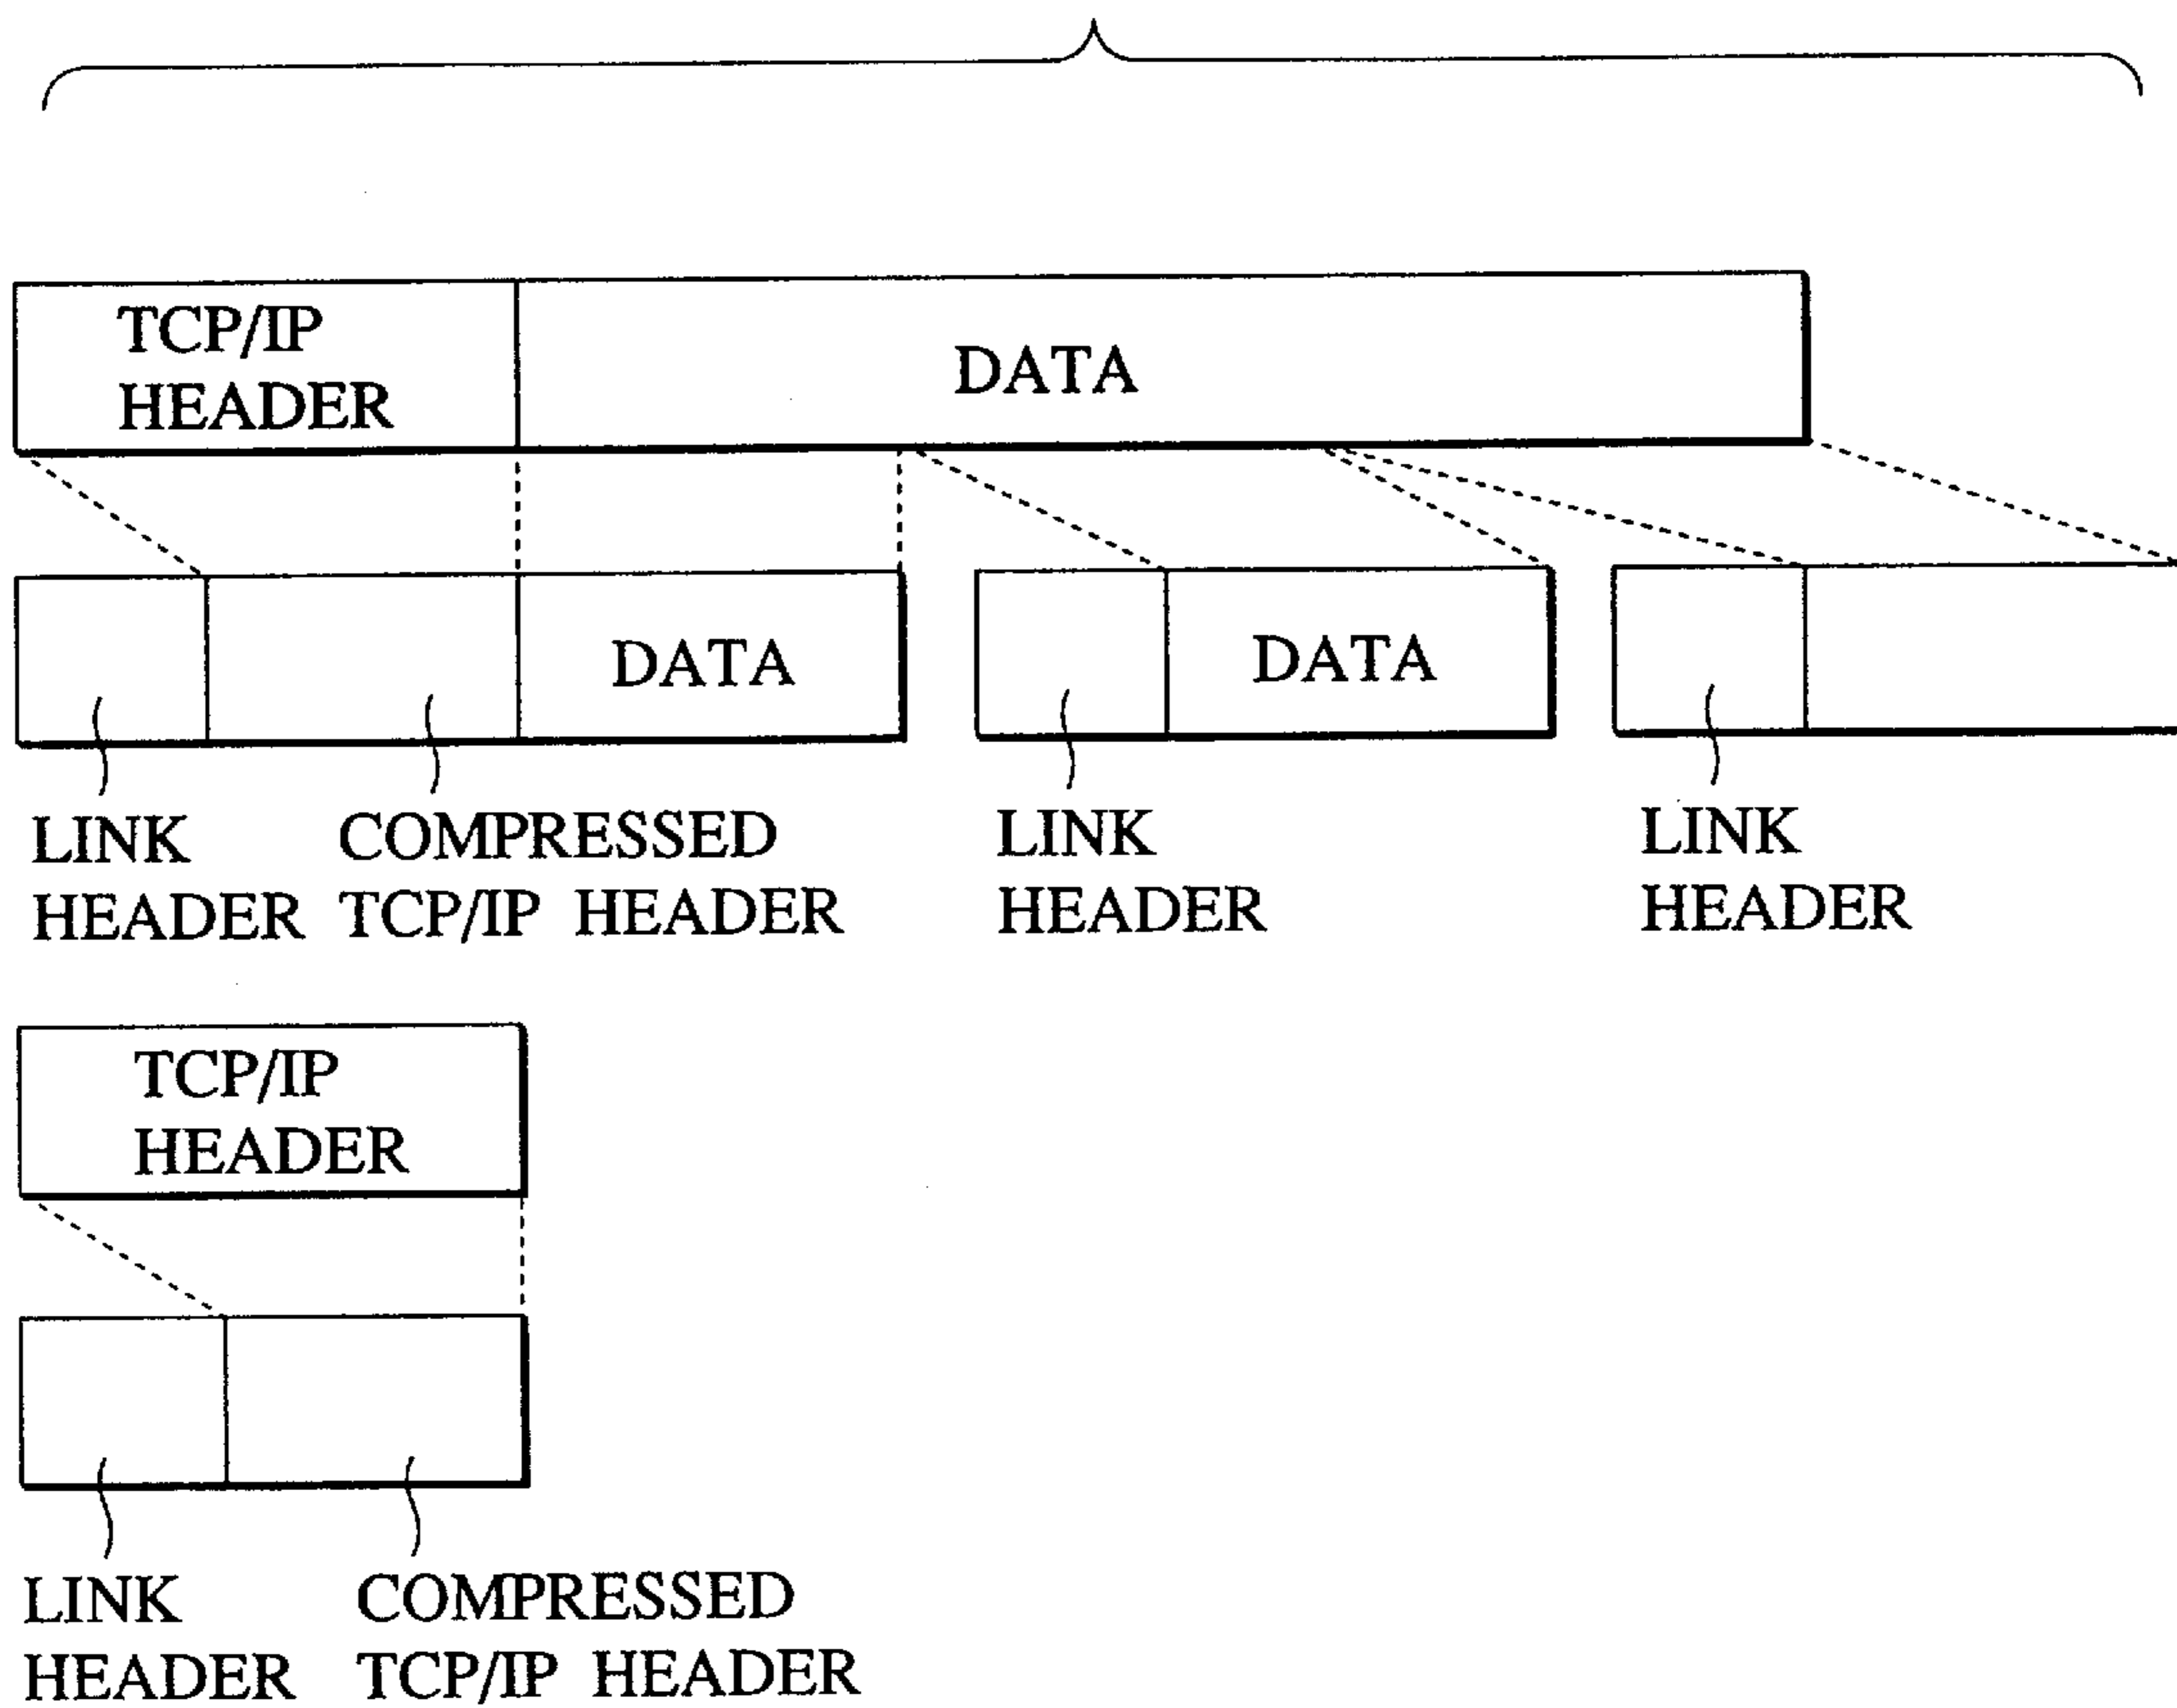 TCP/IP
HEADER
DATA
DATA
DATA
LINK
HEADER
COMPRESSED
TCP/IP HEADER
LINK
HEADER
LINK
HEADER
TCP/IP
HEADER
LINK
HEADER
COMPRESSED
TCP/IP HEADER